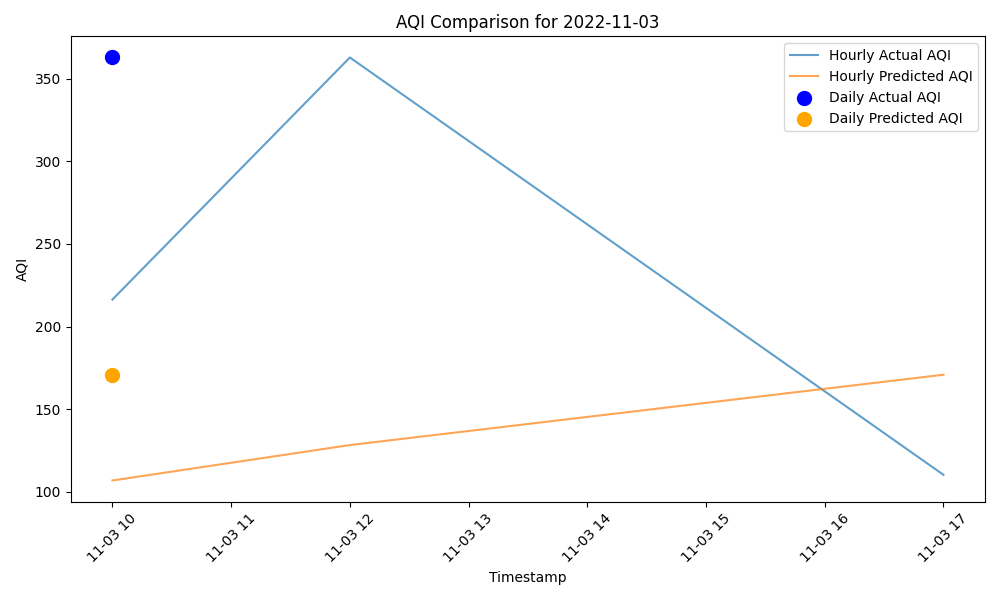 AQI Comparison for 2022-11-03
Hourly Actual AQI
Hourly Predicted AQI
Daily Actual AQI
Daily Predicted AQI
AQI
350
300
250
200
150
100
11-03 10
11-03 11
11-03 12
11-03 13
11-03 14
11-03 15
11-03 16
11-03 17
Timestamp